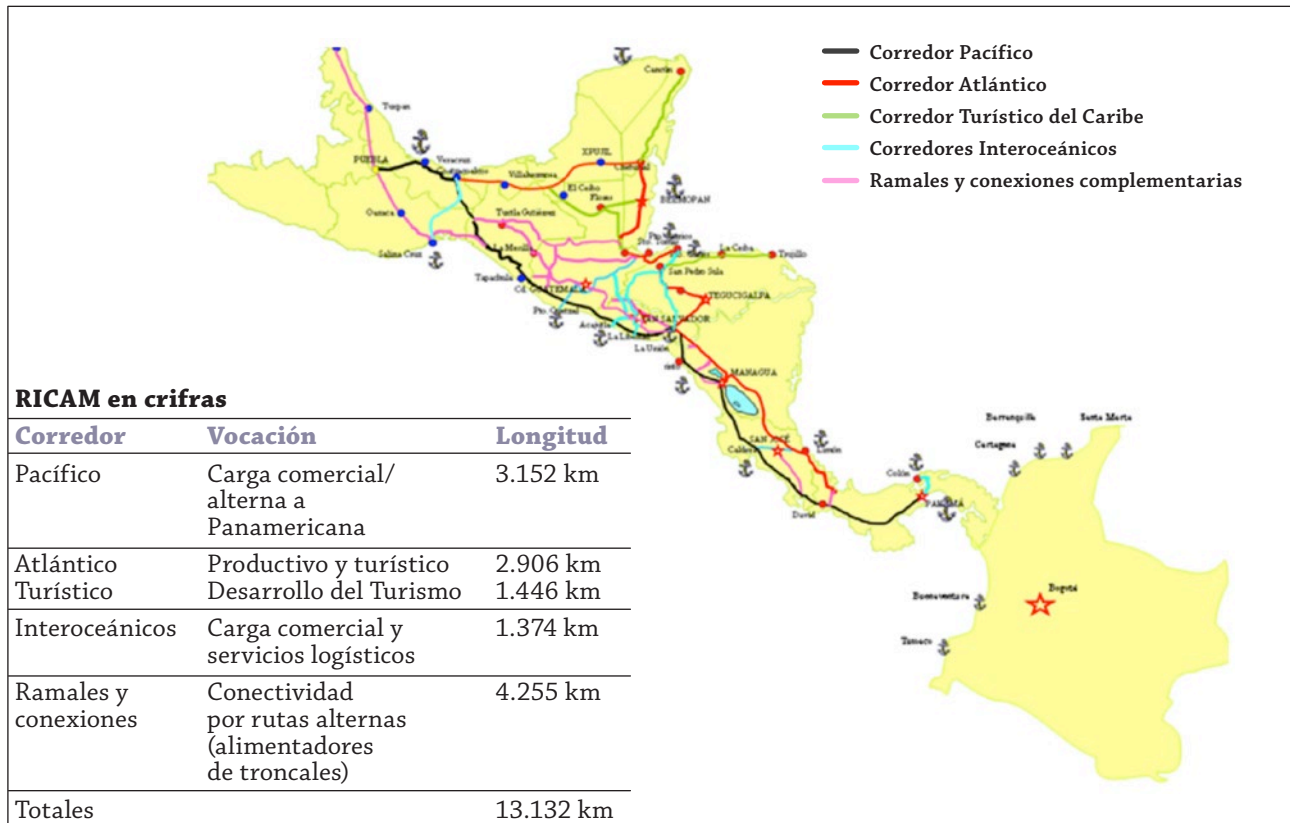 Corredor Pacífico
Corredor Atlántico
Corredor Turístico del Caribe
Corredores Interoceánicos
Ramales y conexiones complementarias
Cancún
Tuxpan
PUEBLA
Veracruz
XPUJIL
Villahermosa
El Ceibo
Flores
BELMOPAN
Oaxaca
Tuxtla Gutiérrez
Salina Cruz
La Mesilla
La Ceiba
Trujillo
San Pedro Sula
Tapachula
Cd. GUATEMALA
TEGUCIGALPA
Pto. Quetzal
Acajutla
SAN SALVADOR
La Unión
MANAGUA
SAN JOSÉ
Caldera
Limón
David
Colón
PANAMÁ
Barranquilla
Santa Marta
Cartagena
Buenaventura
Bogotá
Tumaco
RICAM en crifras
Corredor Vocación Longitud
Pacífico Carga comercial/ 3.152 km
alterna a
Panamericana
Atlántico Productivo y turístico 2.906 km
Turístico Desarrollo del Turismo 1.446 km
Interoceánicos Carga comercial y 1.374 km
servicios logísticos
Ramales y Conectividad 4.255 km
conexiones por rutas alternas
(alimentadores
de troncales)
Totales 13.132 km